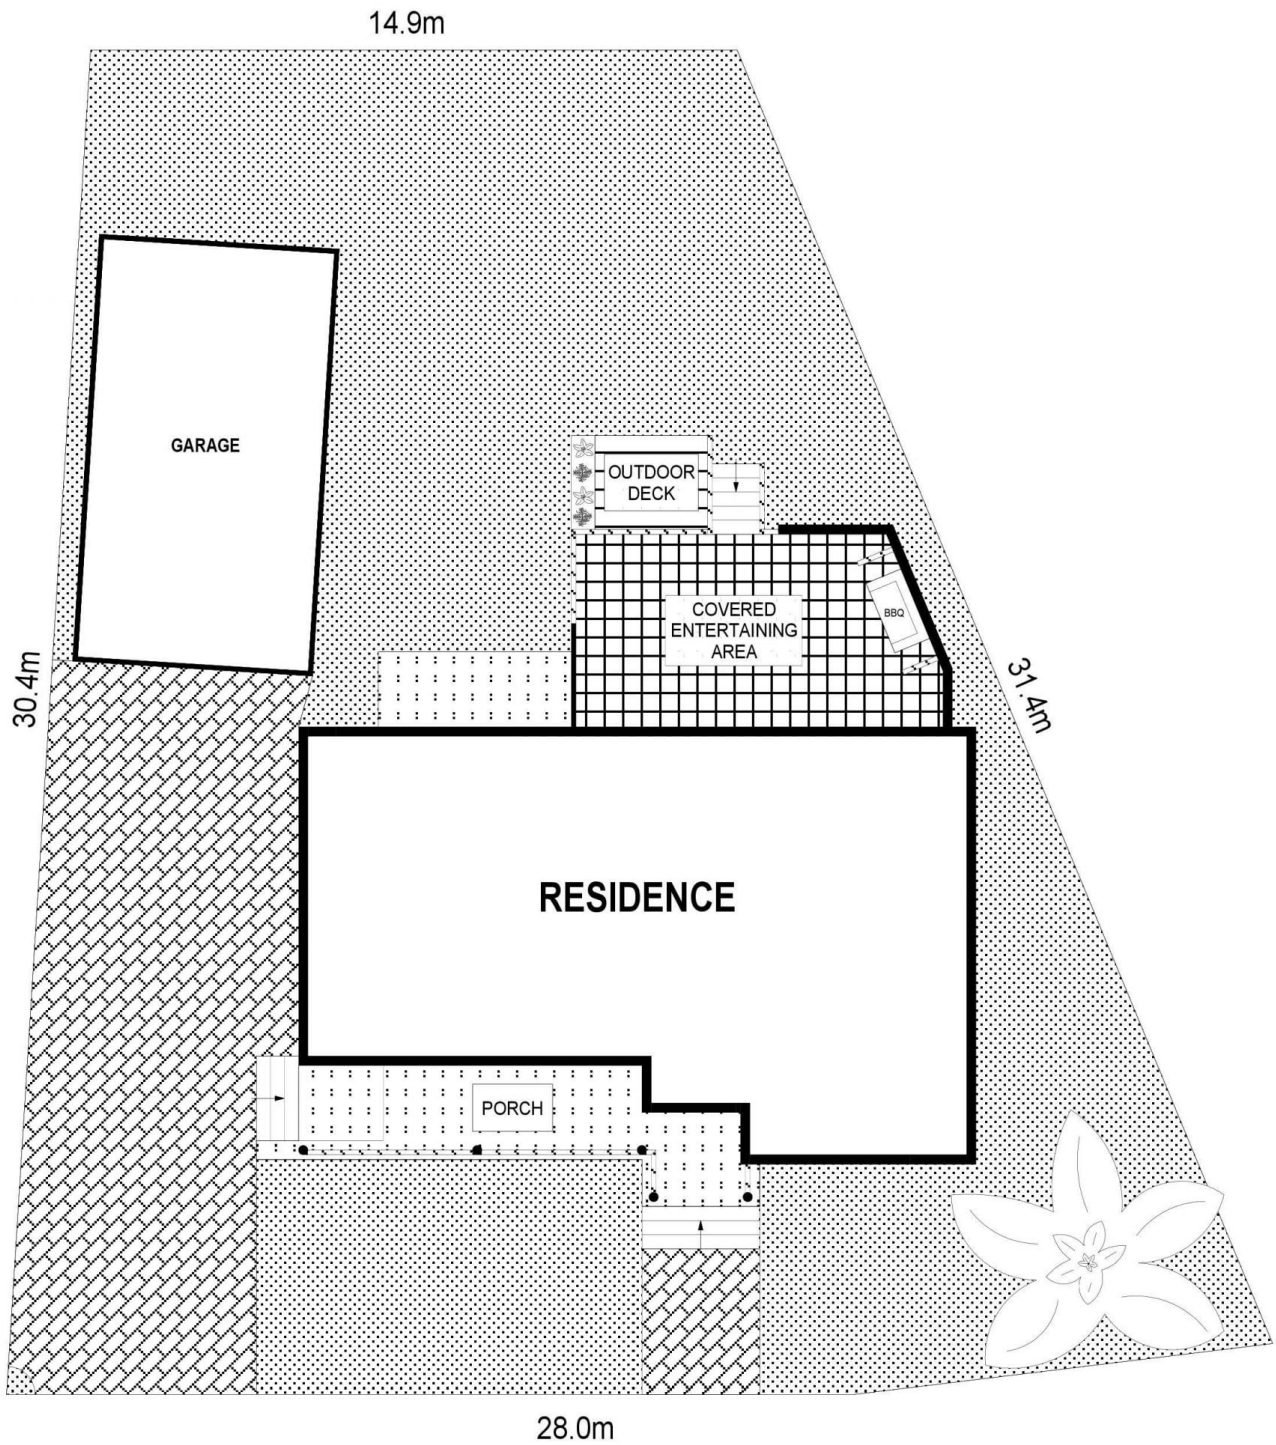 14.9m
GARAGE
OUTDOOR
DECK
COVERED
ENTERTAINING
AREA
BBQ
30.4m
31.4m
RESIDENCE
PORCH
28.0m